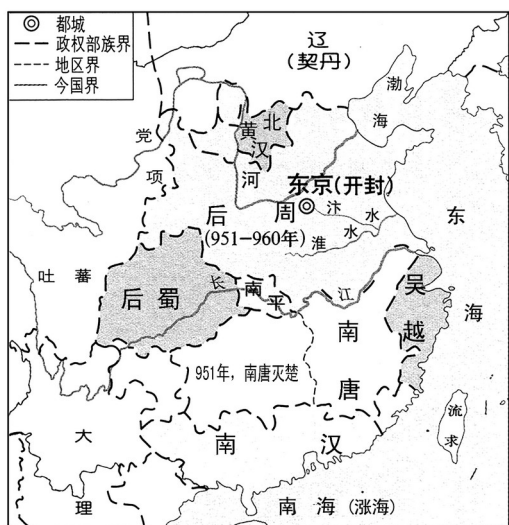 都城
政权部族界
地区界
今国界
辽
(契丹)
渤海
党项
北汉
黄河
东京(开封)
汴水
淮水
后周
(951-960年)
东海
吐蕃
后蜀
长江
南平
吴越
951年，南唐灭楚
南唐
流求
大理
南汉
南海(涨海)